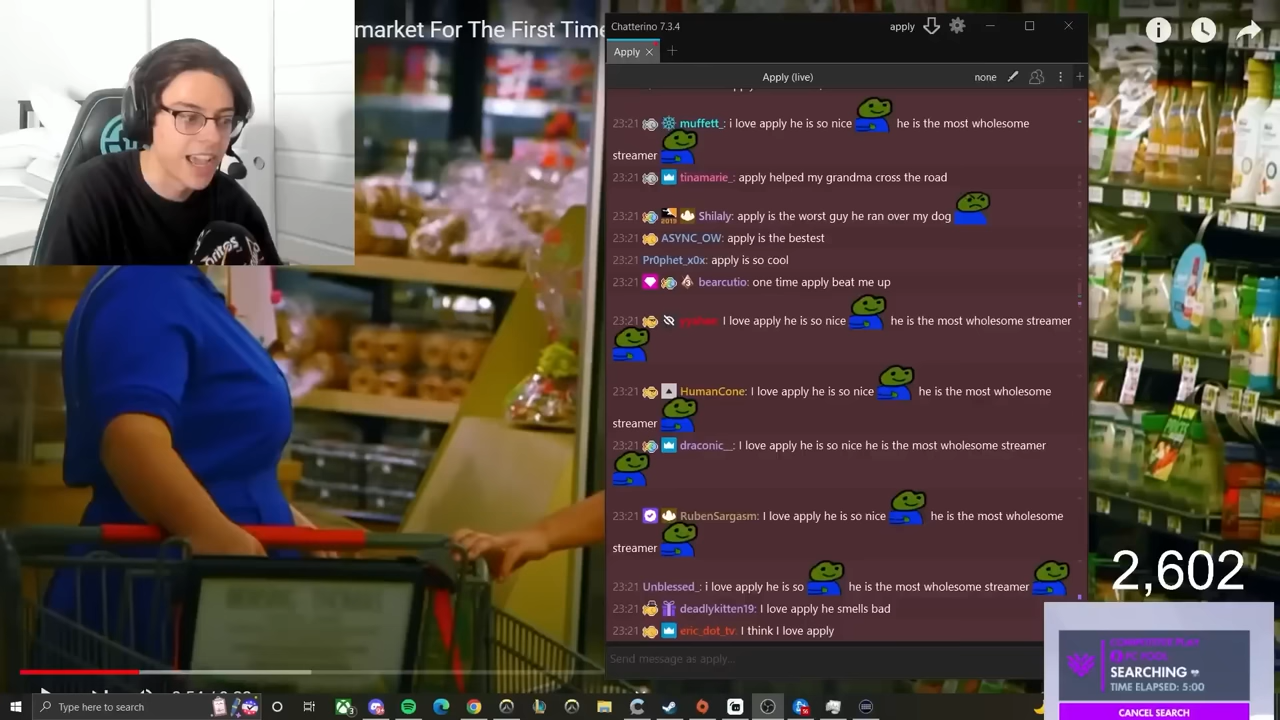 market For The First Time
Chatterino 7.3.4
apply
Apply
Apply (live)
none
23:21 muffett_: i love apply he is so nice he is the most wholesome
streamer
23:21 tinamarie_: apply helped my grandma cross the road
23:21 Shilaly: apply is the worst guy he ran over my dog
23:21 ASYNC_OW: apply is the bestest
23:21 Pr0phet_x0x: apply is so cool
23:21 bearcutio: one time apply beat me up
23:21 I love apply he is so nice he is the most wholesome streamer
23:21 HumanCone: I love apply he is so nice he is the most wholesome
streamer
23:21 draconic__: I love apply he is so nice he is the most wholesome streamer
23:21 RubenSargasm: I love apply he is so nice he is the most wholesome
streamer
23:21 Unblessed_: i love apply he is so he is the most wholesome streamer
23:21 deadlykitten19: I love apply he smells bad
23:21 eric_dot_tv: I think I love apply
Send message as apply...
2,602
COMPETITIVE PLAY
SEARCHING
TIME ELAPSED: 5:00
CANCEL SEARCH
Type here to search
Doritos